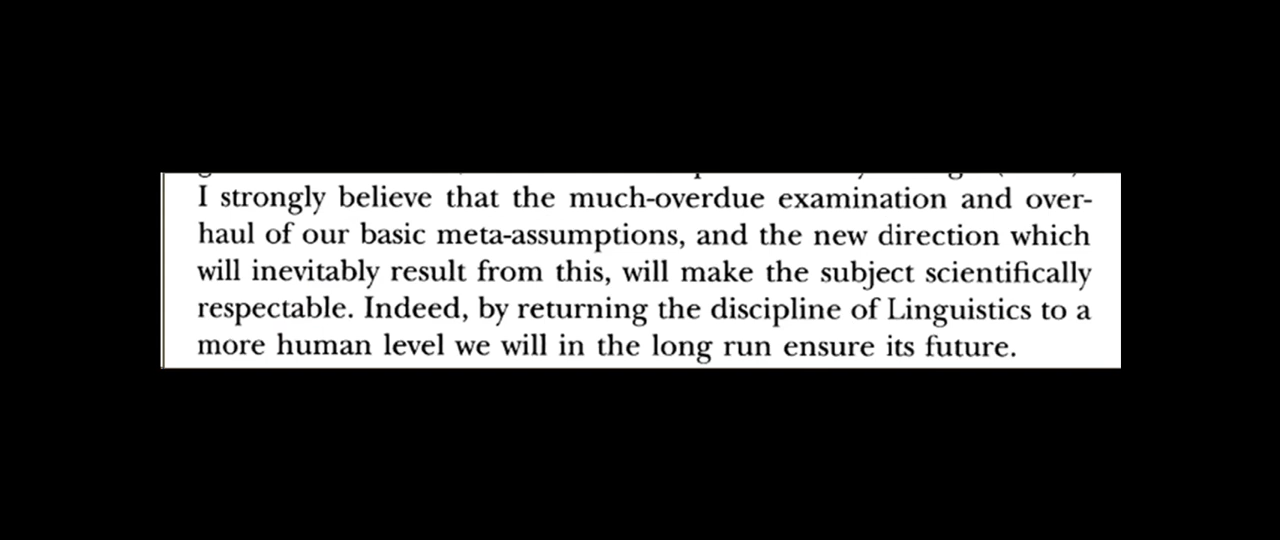 I strongly believe that the much-overdue examination and over-
haul of our basic meta-assumptions, and the new direction which
will inevitably result from this, will make the subject scientifically
respectable. Indeed, by returning the discipline of Linguistics to a
more human level we will in the long run ensure its future.